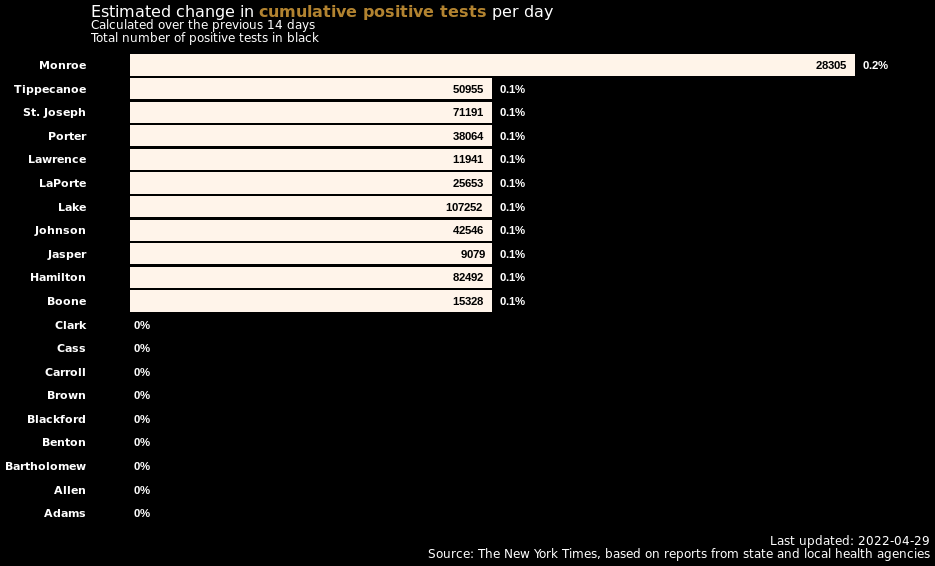 Estimated change in cumulative positive tests per day
Calculated over the previous 14 days
Total number of positive tests in black
Monroe 28305 0.2%
Tippecanoe 50955 0.1%
St. Joseph 71191 0.1%
Porter 38064 0.1%
Lawrence 11941 0.1%
LaPorte 25653 0.1%
Lake 107252 0.1%
Johnson 42546 0.1%
Jasper 9079 0.1%
Hamilton 82492 0.1%
Boone 15328 0.1%
Clark 0%
Cass 0%
Carroll 0%
Brown 0%
Blackford 0%
Benton 0%
Bartholomew 0%
Allen 0%
Adams 0%
Last updated: 2022-04-29
Source: The New York Times, based on reports from state and local health agencies